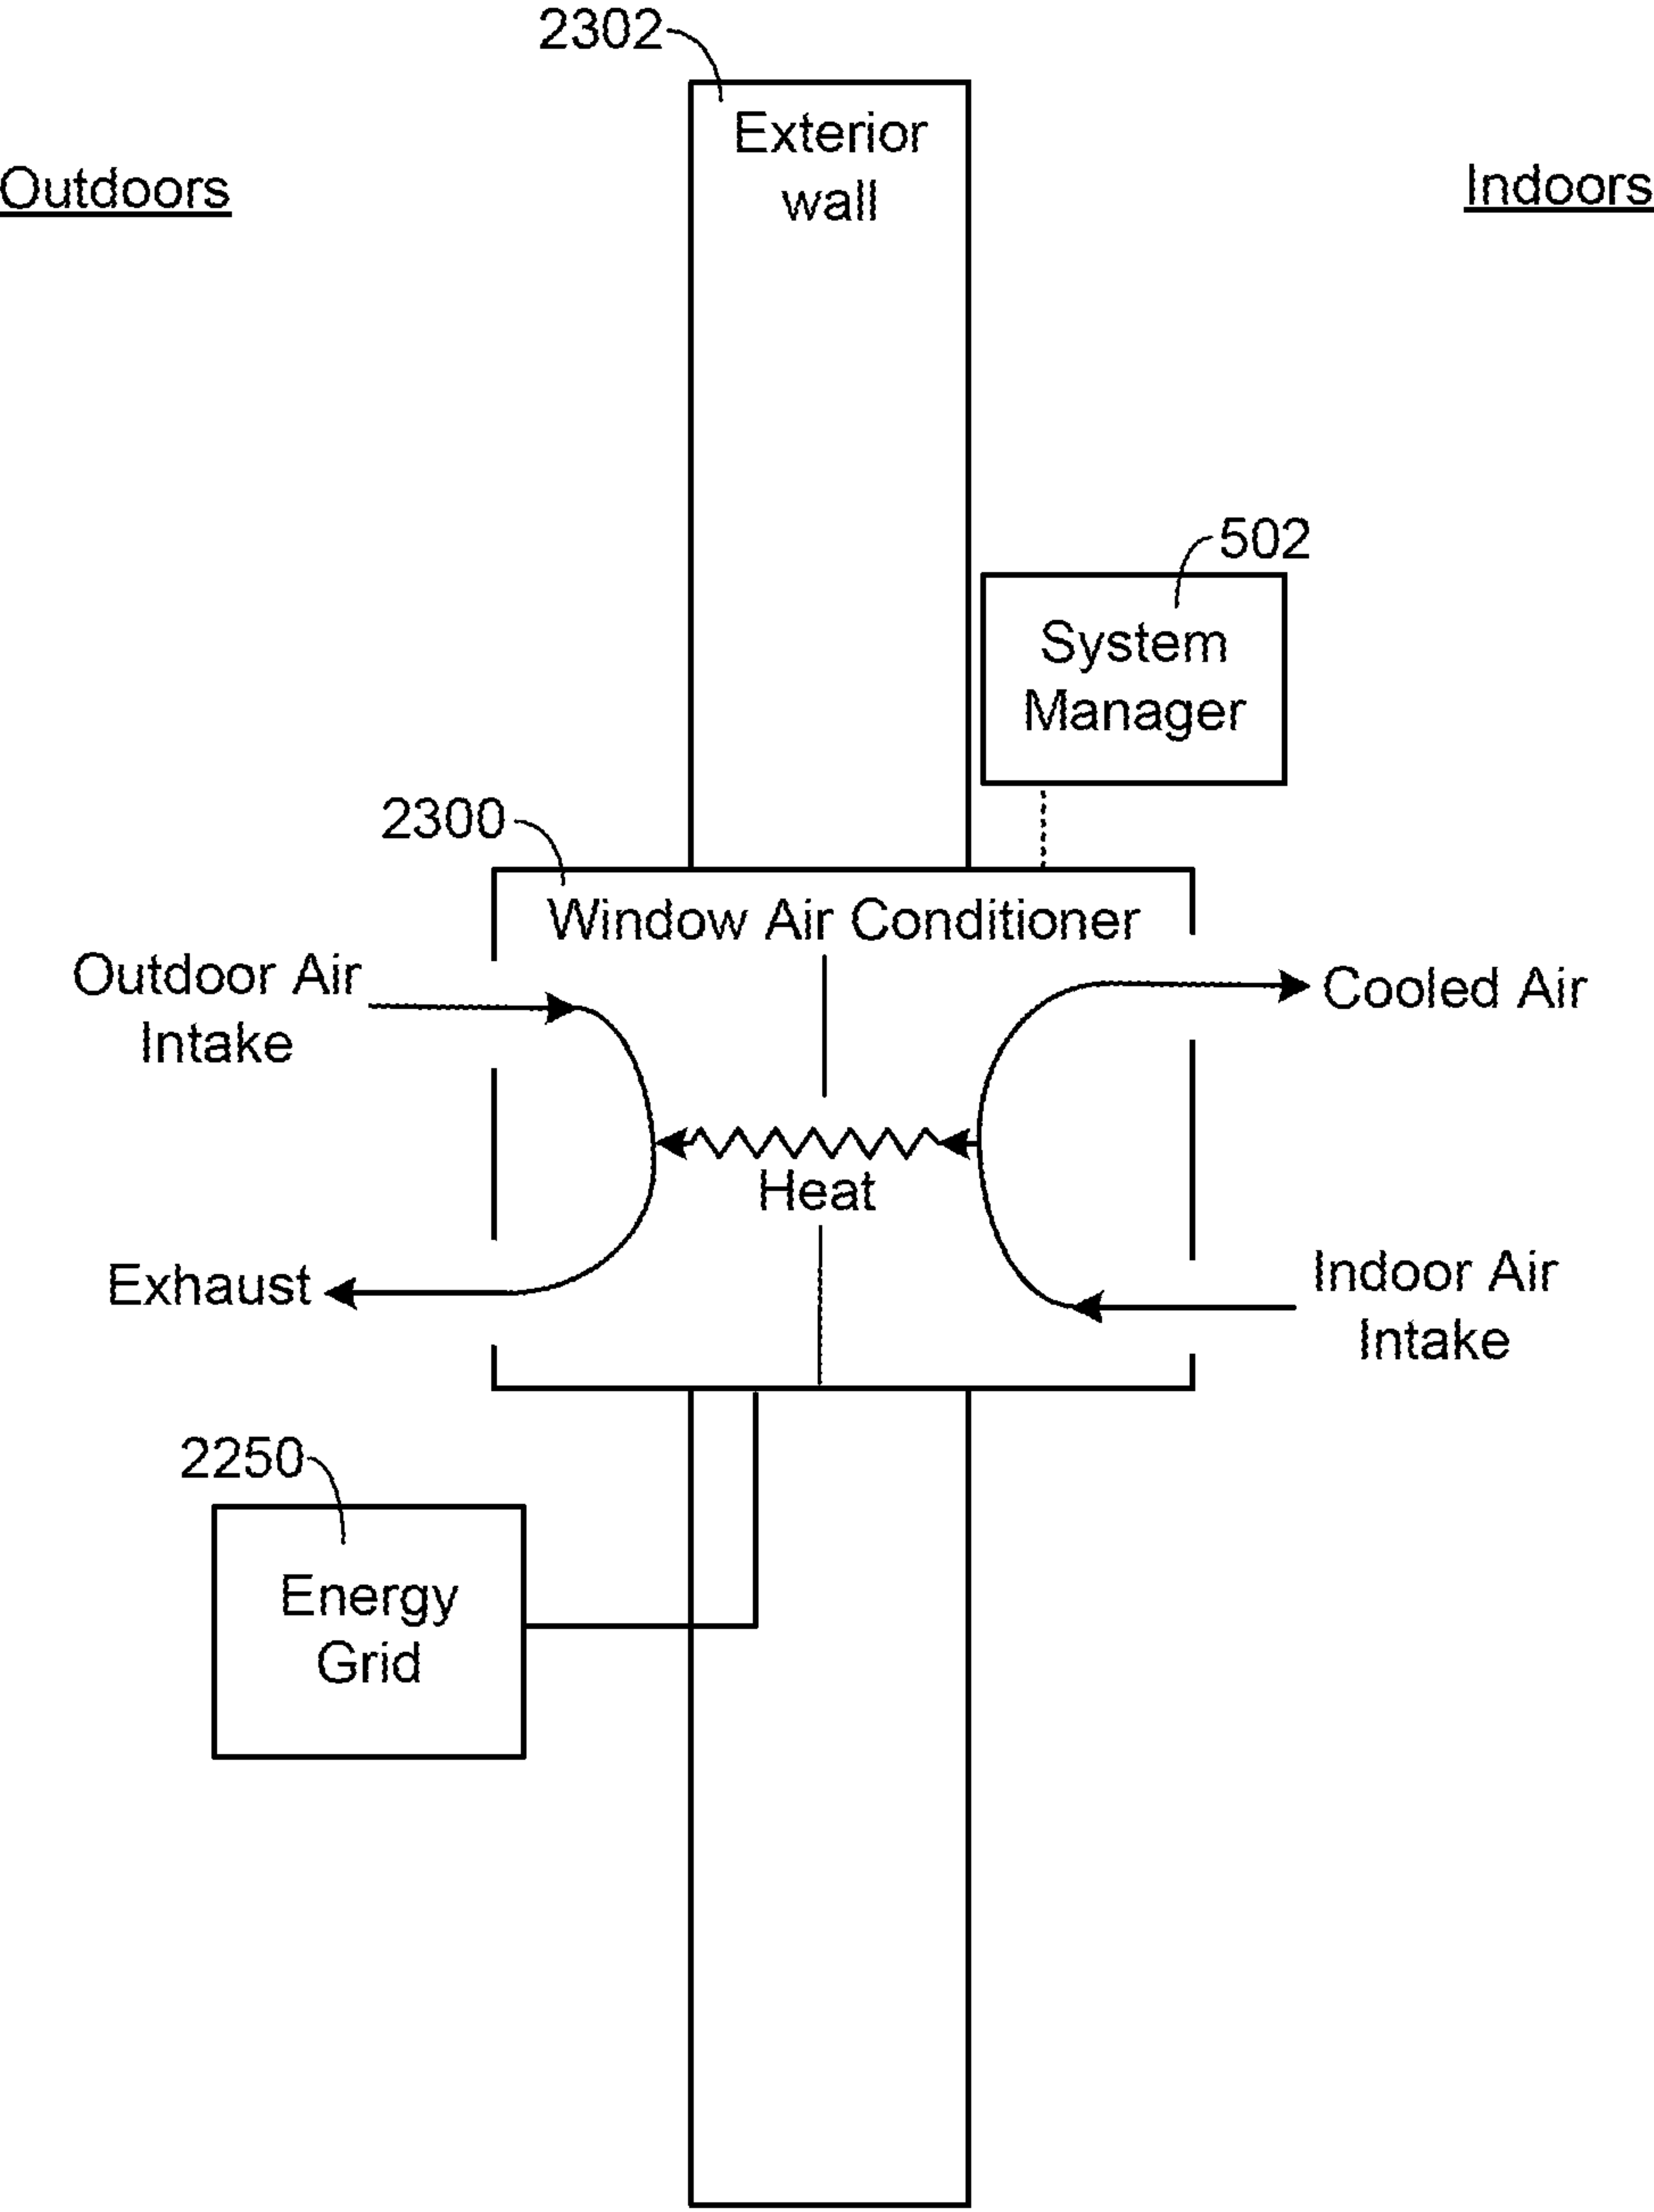 2302
Exterior
wall
Outdoors
Indoors
502
System
Manager
2300
Window Air Conditioner
Outdoor Air
Intake
Cooled Air
Heat
Exhaust
Indoor Air
Intake
2250
Energy
Grid